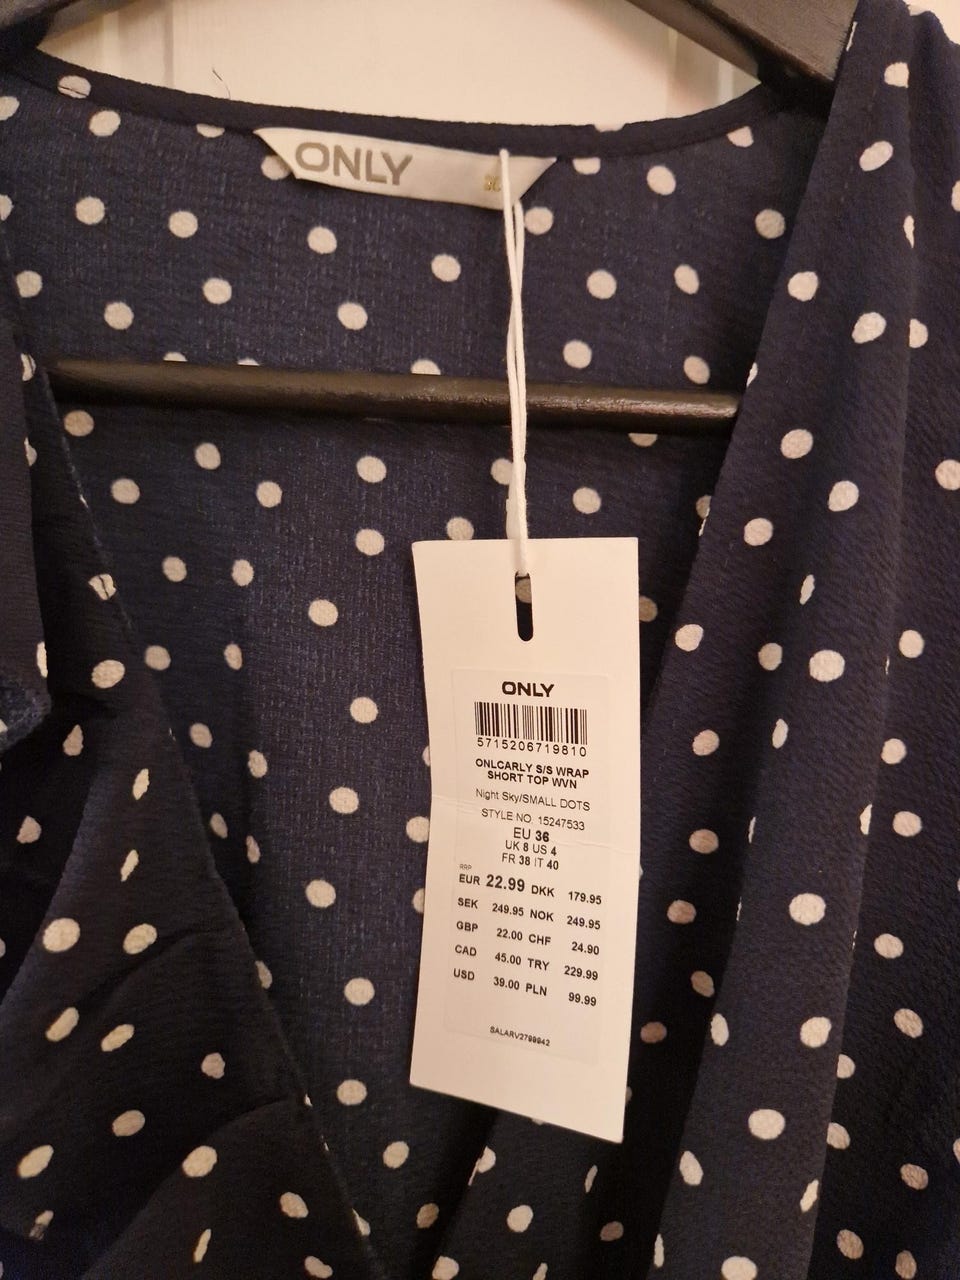 ONLY
ONLY
5715206719810
ONLCARLY S/S WRAP
SHORT TOP WVN
Night Sky/SMALL DOTS
STYLE NO. 15247533
EU 36
UK 8 US 4
FR 38 IT 40
RRP
EUR 22.99 DKK 179.95
SEK 249.95 NOK 249.95
GBP 22.00 CHF 24.90
CAD 45.00 TRY 229.99
USD 39.00 PLN 99.99